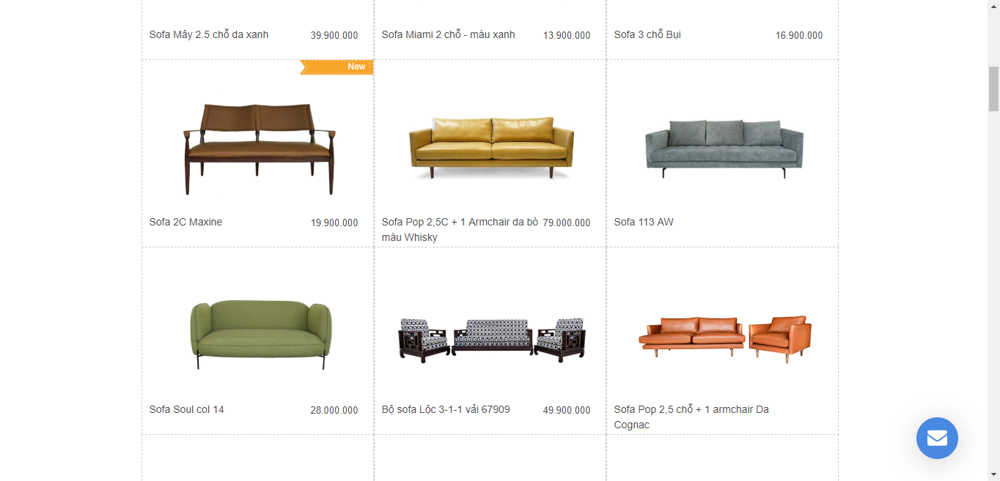 Sofa Mây 2.5 chỗ da xanh 39.900.000
Sofa Miami 2 chỗ - màu xanh 13.900.000
Sofa 3 chỗ Bụi 16.900.000
New
Sofa 2C Maxine 19.900.000
Sofa Pop 2,5C + 1 Armchair da bò 79.000.000
màu Whisky
Sofa 113 AW
Sofa Soul col 14 28.000.000
Bộ sofa Lộc 3-1-1 vải 67909 49.900.000
Sofa Pop 2,5 chỗ + 1 armchair Da
Cognac